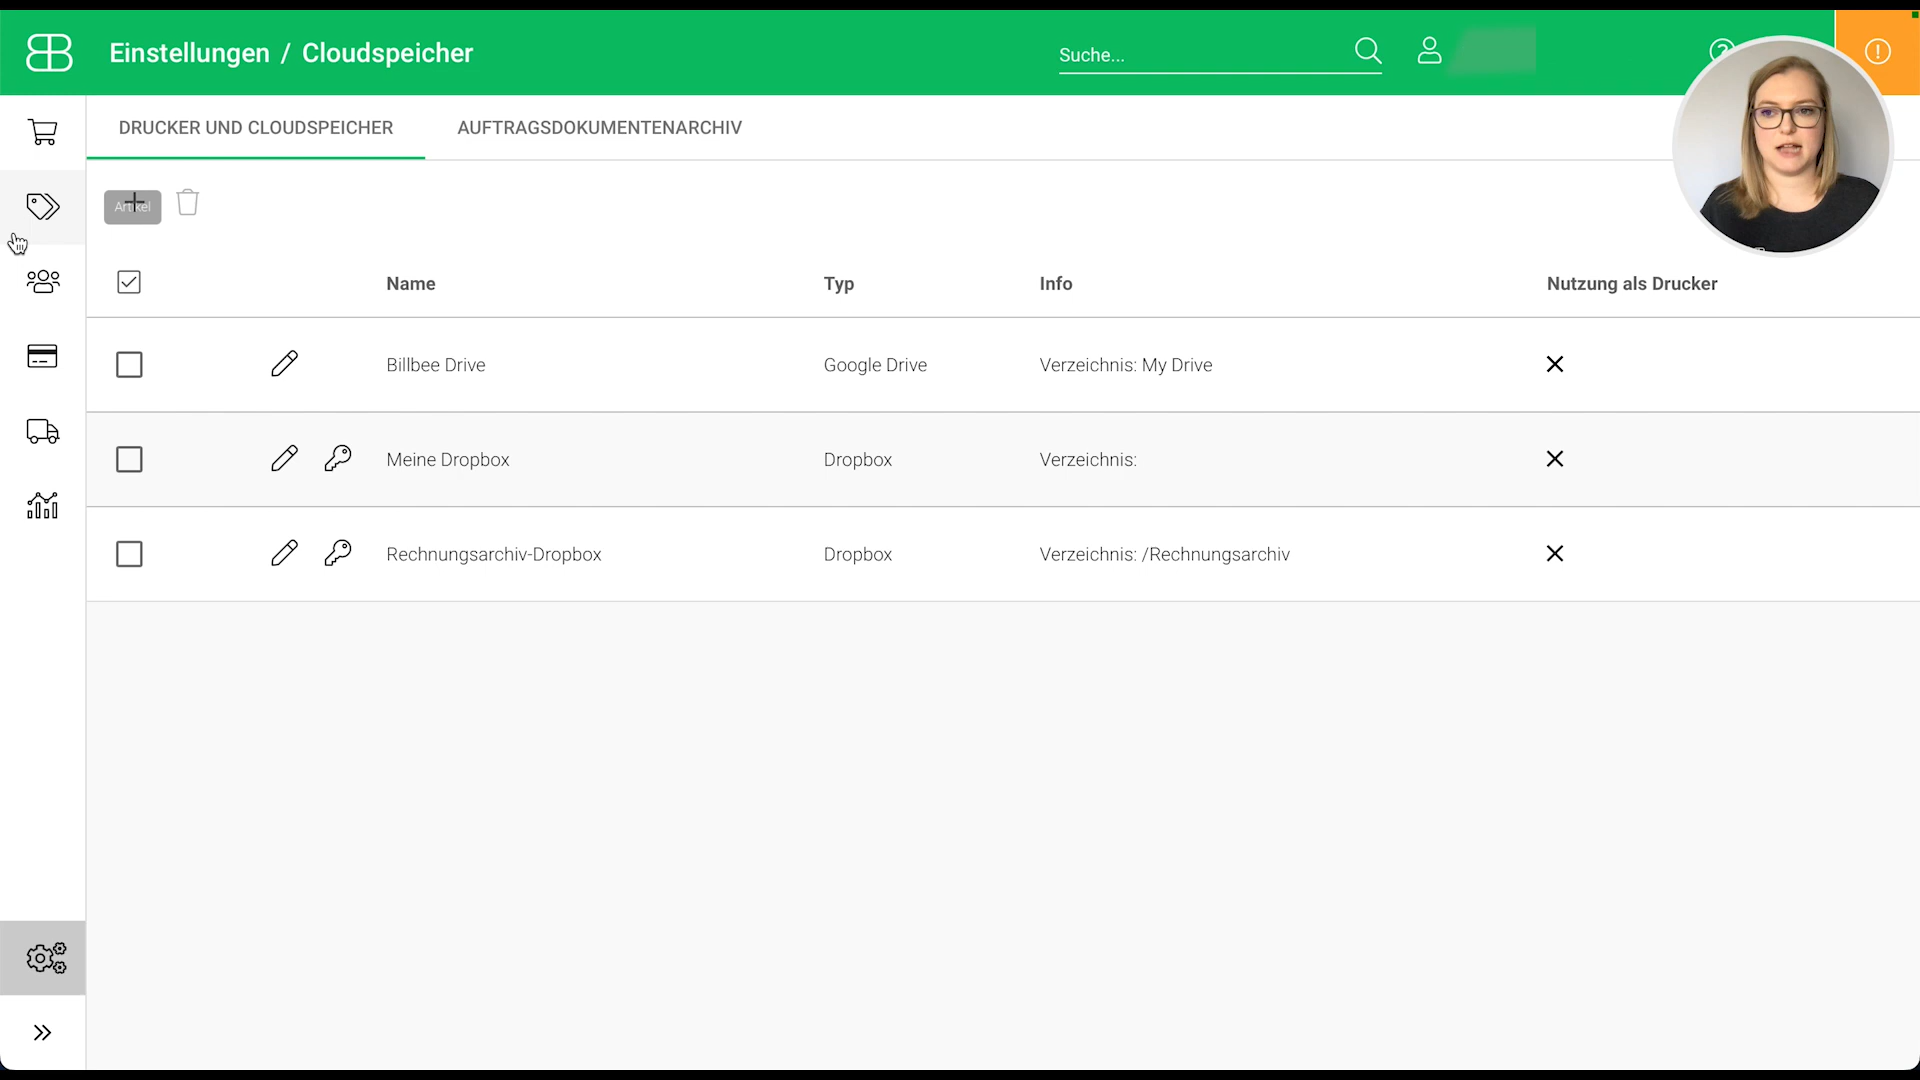 Einstellungen / Cloudspeicher
Suche...
DRUCKER UND CLOUDSPEICHER
AUFTRAGSDOKUMENTENARCHIV
Artikel
Name
Typ
Info
Nutzung als Drucker
Billbee Drive
Google Drive
Verzeichnis: My Drive
Meine Dropbox
Dropbox
Verzeichnis:
Rechnungsarchiv-Dropbox
Dropbox
Verzeichnis: /Rechnungsarchiv